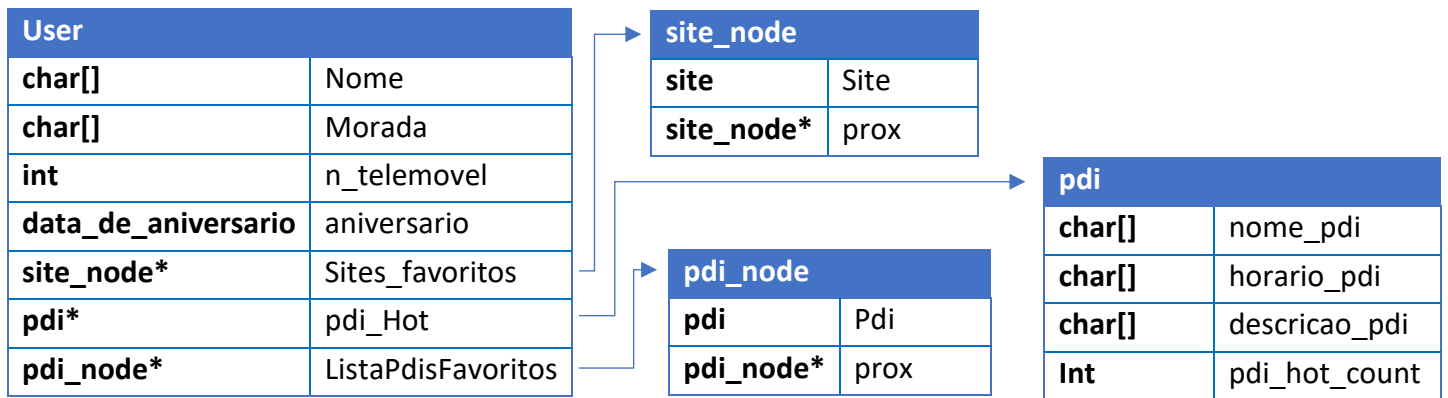 User
char[] Nome
char[] Morada
int n_telemovel
data_de_aniversario aniversario
site_node* Sites_favoritos
pdi* pdi_Hot
pdi_node* ListaPdisFavoritos
site_node
site Site
site_node* prox
pdi_node
pdi Pdi
pdi_node* prox
pdi
char[] nome_pdi
char[] horario_pdi
char[] descricao_pdi
Int pdi_hot_count